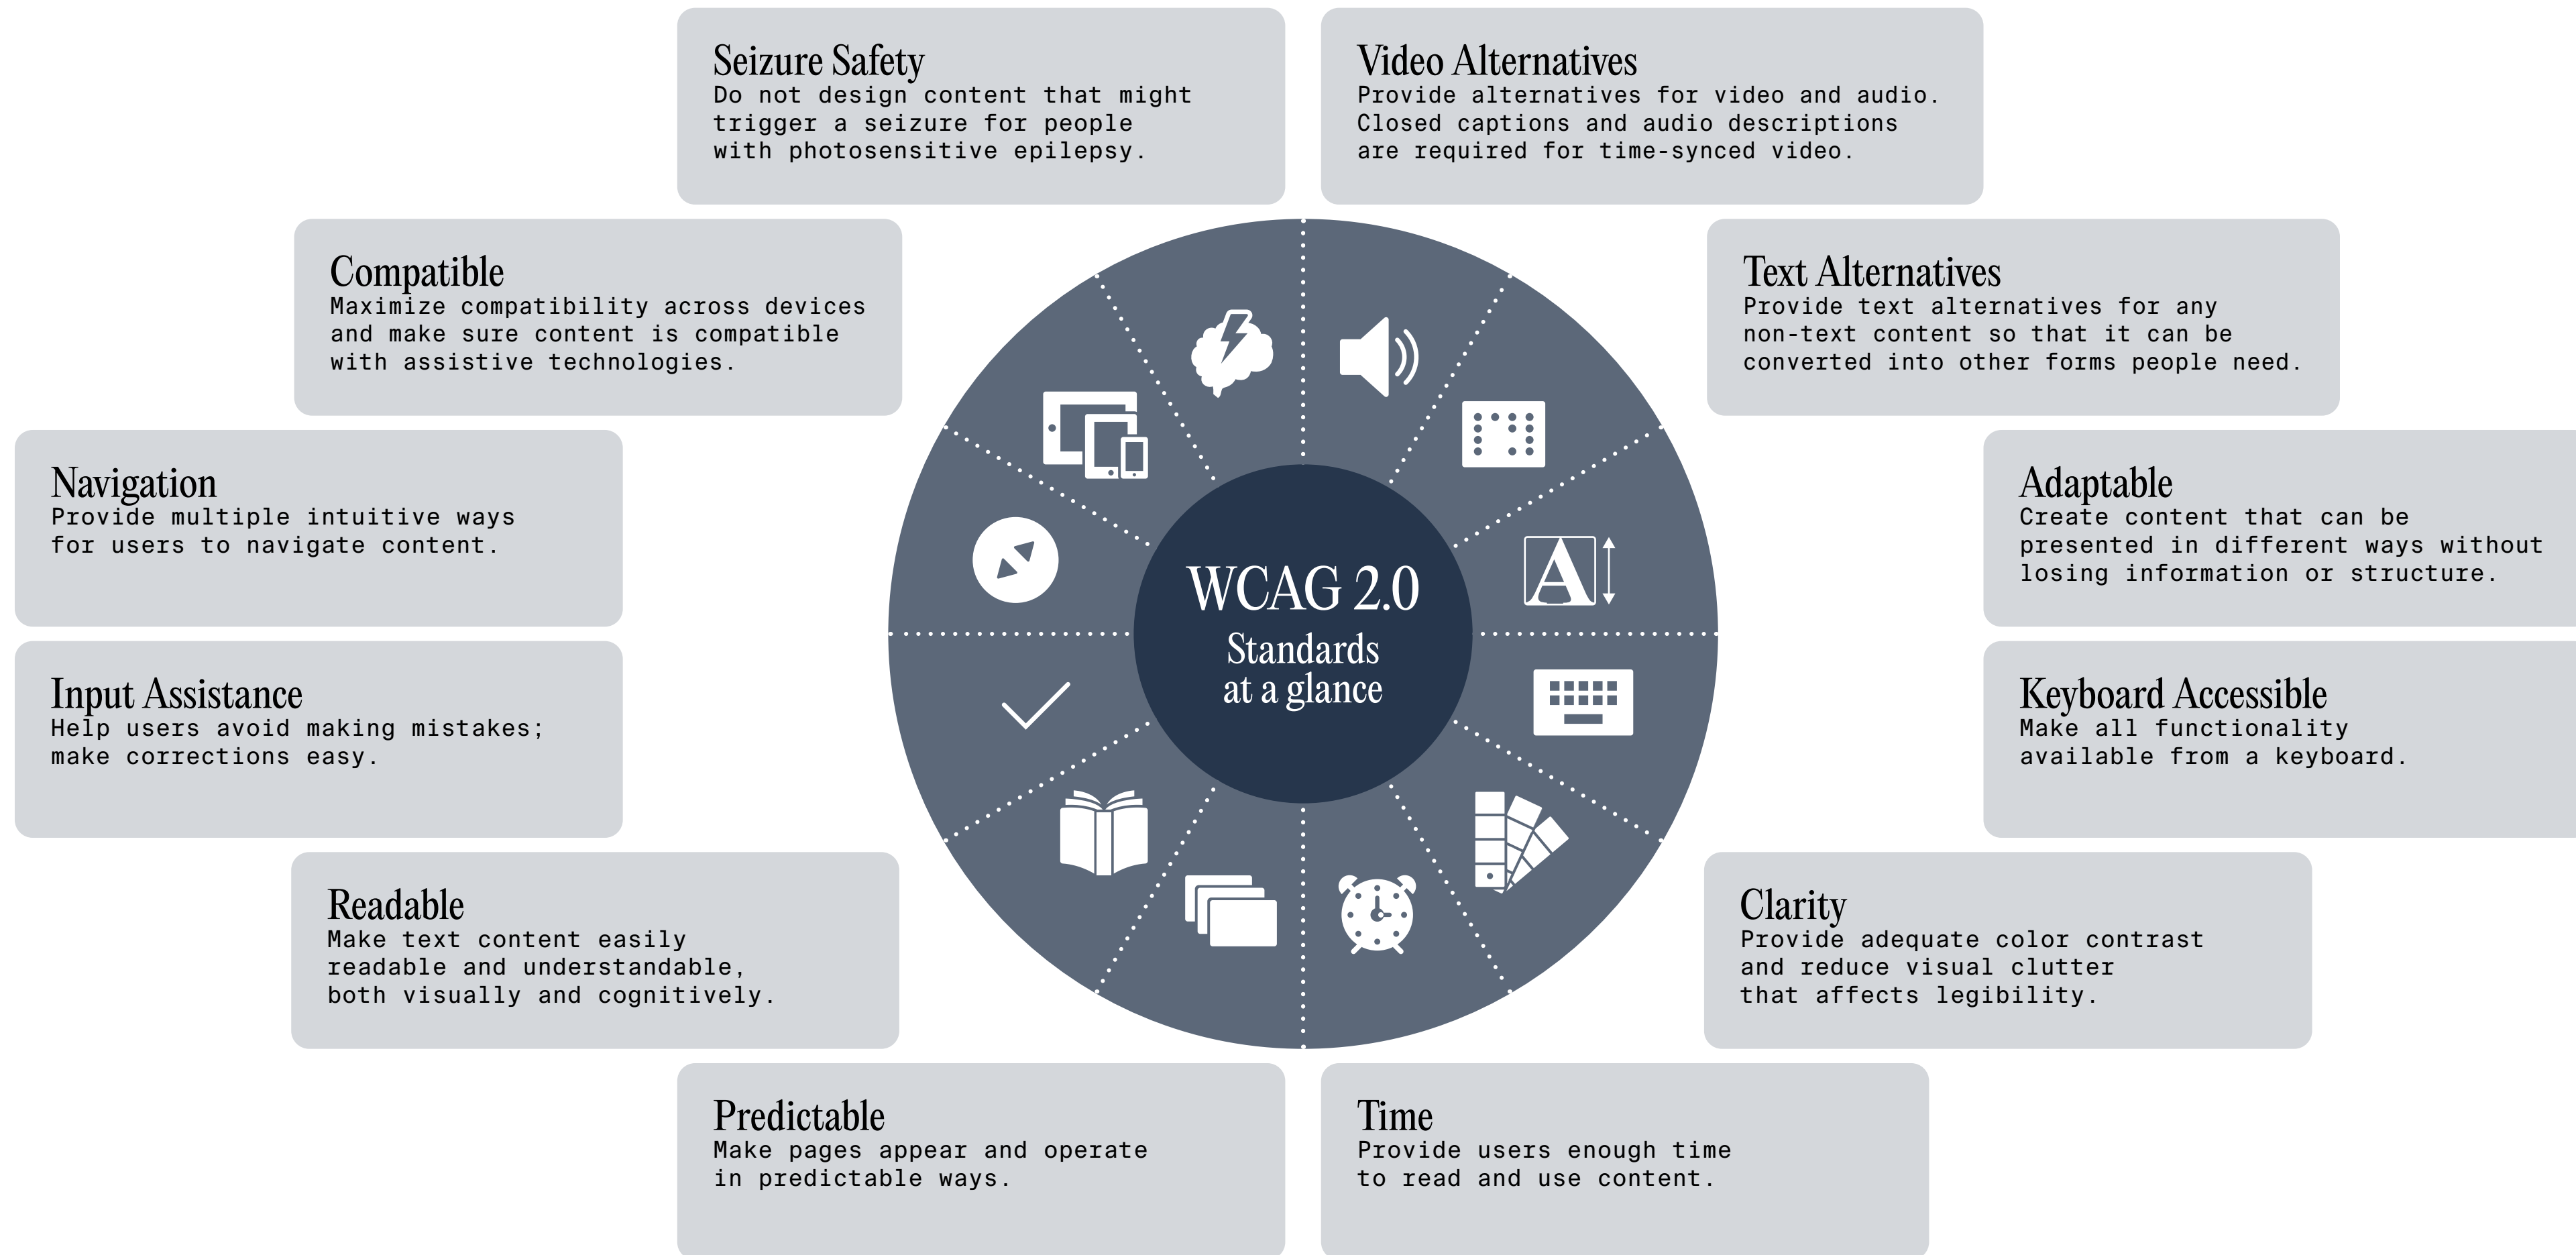 Seizure Safety
Do not design content that might
trigger a seizure for people
with photosensitive epilepsy.
Video Alternatives
Provide alternatives for video and audio.
Closed captions and audio descriptions
are required for time-synced video.
Compatible
Maximize compatibility across devices
and make sure content is compatible
with assistive technologies.
Text Alternatives
Provide text alternatives for any
non-text content so that it can be
converted into other forms people need.
Navigation
Provide multiple intuitive ways
for users to navigate content.
A
Adaptable
Create content that can be
presented in different ways without
losing information or structure.
WCAG 2.0
Standards
at a glance
Input Assistance
Help users avoid making mistakes;
make corrections easy.
Keyboard Accessible
Make all functionality
available from a keyboard.
Readable
Make text content easily
readable and understandable,
both visually and cognitively.
Clarity
Provide adequate color contrast
and reduce visual clutter
that affects legibility.
Predictable
Make pages appear and operate
in predictable ways.
Time
Provide users enough time
to read and use content.